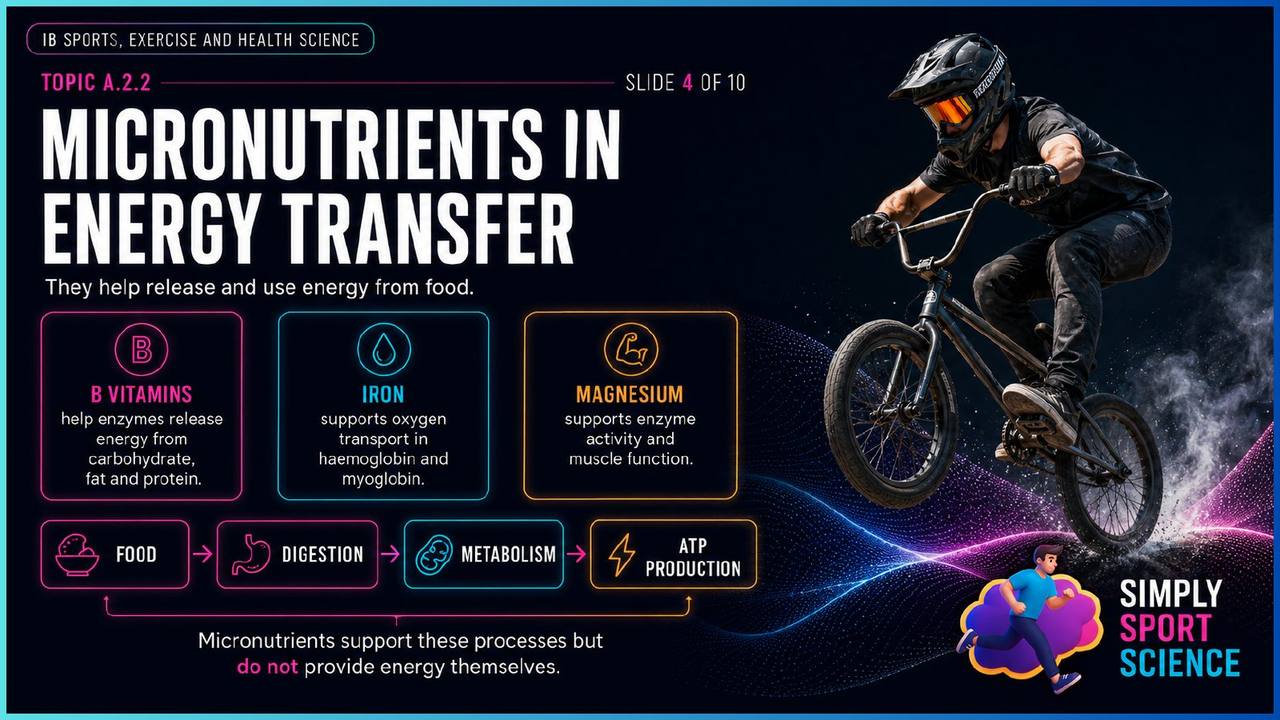 IB SPORTS, EXERCISE AND HEALTH SCIENCE
TOPIC A.2.2
SLIDE 4 OF 10
MICRONUTRIENTS IN
ENERGY TRANSFER
They help release and use energy from food.
B
B VITAMINS
help enzymes release
energy from
carbohydrate,
fat and protein.
IRON
supports oxygen
transport in
haemoglobin and
myoglobin.
MAGNESIUM
supports enzyme
activity and
muscle function.
FOOD
DIGESTION
METABOLISM
ATP
PRODUCTION
Micronutrients support these processes but
do not provide energy themselves.
SIMPLY
SPORT
SCIENCE